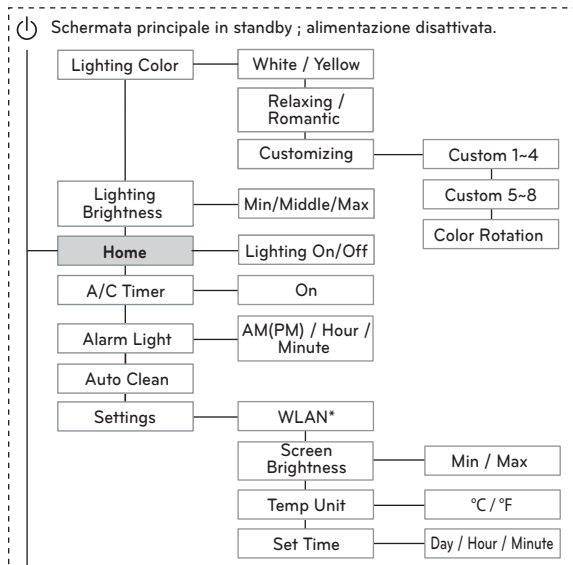 Schermata principale in standby ; alimentazione disattivata.
Lighting Color
White / Yellow
Relaxing /
Romantic
Customizing
Custom 1~4
Custom 5~8
Color Rotation
Lighting
Brightness
Min/Middle/Max
Home
Lighting On/Off
A/C Timer
On
Alarm Light
AM(PM) / Hour /
Minute
Auto Clean
Settings
WLAN*
Screen
Brightness
Min / Max
Temp Unit
°C / °F
Set Time
Day / Hour / Minute